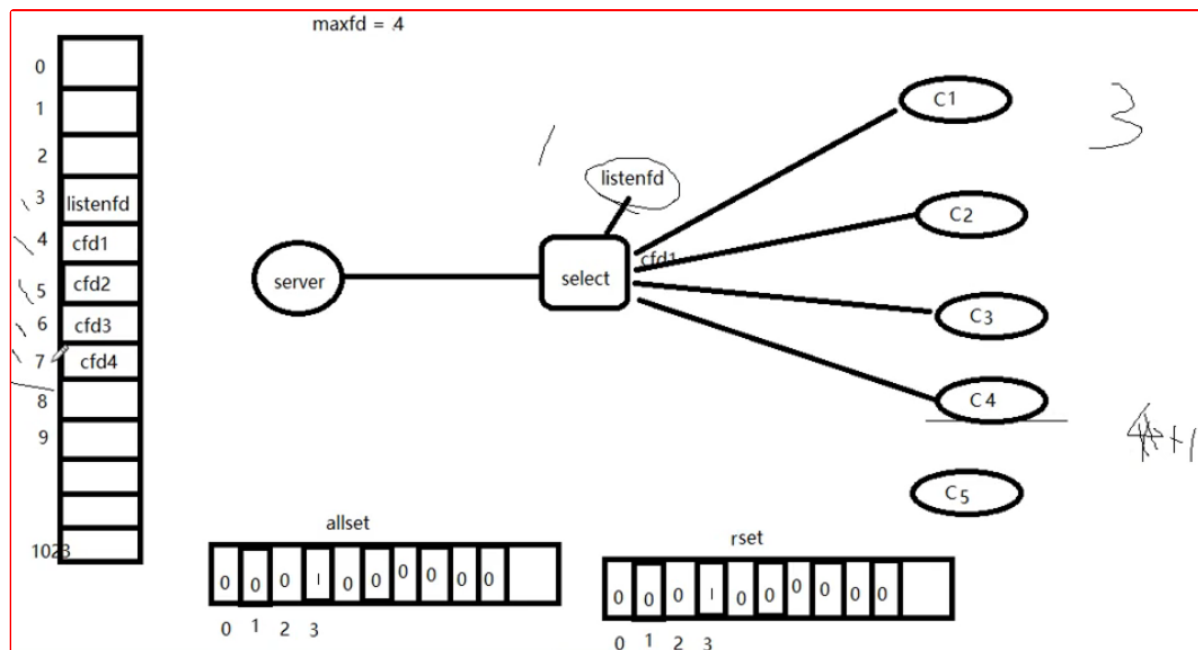 maxfd = 4
0
1
2
3 listenfd
4 cfd1
5 cfd2
6 cfd3
7 cfd4
8
9
1023
server
select
listenfd
cfd1
C1
C2
C3
C4
C5
3
+1
allset
0 0 0 1 0 0 0 0 0 0
0 1 2 3
rset
0 0 0 1 0 0 0 0 0 0
0 1 2 3